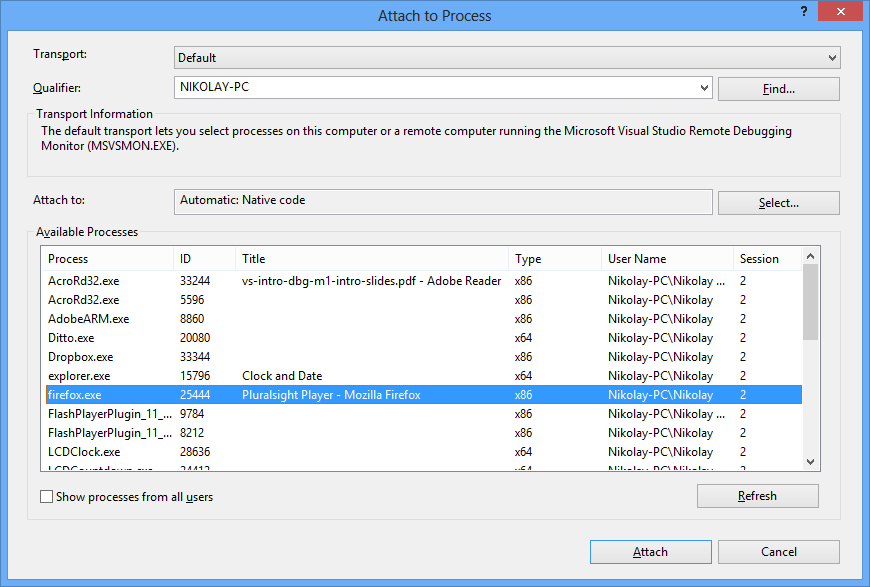 Attach to Process
?
Transport: Default
Qualifier: NIKOLAY-PC Find...
Transport Information
The default transport lets you select processes on this computer or a remote computer running the Microsoft Visual Studio Remote Debugging
Monitor (MSVSMON.EXE).
Attach to: Automatic: Native code Select...
Available Processes
Process ID Title Type User Name Session
AcroRd32.exe 33244 vs-intro-dbg-m1-intro-slides.pdf - Adobe Reader x86 Nikolay-PC\Nikolay ... 2
AcroRd32.exe 5596 x86 Nikolay-PC\Nikolay 2
AdobeARM.exe 8860 x86 Nikolay-PC\Nikolay 2
Ditto.exe 20080 x64 Nikolay-PC\Nikolay 2
Dropbox.exe 33344 x86 Nikolay-PC\Nikolay 2
explorer.exe 15796 Clock and Date x64 Nikolay-PC\Nikolay 2
firefox.exe 25444 Pluralsight Player - Mozilla Firefox x86 Nikolay-PC\Nikolay 2
FlashPlayerPlugin_11_... 9784 x86 Nikolay-PC\Nikolay ... 2
FlashPlayerPlugin_11_... 8212 x86 Nikolay-PC\Nikolay 2
LCDClock.exe 28636 x64 Nikolay-PC\Nikolay 2
x64 Nikolay-PC\Nikolay 2
Show processes from all users Refresh
Attach Cancel